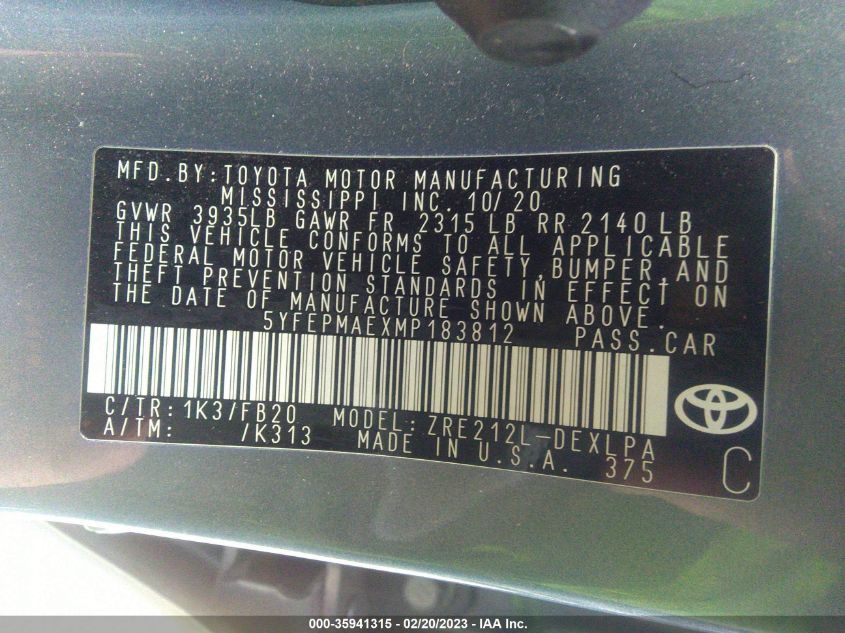 MFD.BY:TOYOTA MOTOR MANUFACTURING
MISSISSIPPI INC. 10/20
GVWR 3935LB GAWR FR 2315 LB RR 2140 LB
THIS VEHICLE CONFORMS TO ALL APPLICABLE
FEDERAL MOTOR VEHICLE SAFETY, BUMPER AND
THEFT PREVENTION STANDARDS IN EFFECT ON
THE DATE OF MANUFACTURE SHOWN ABOVE.
5YFEPMAEXMP183812 PASS.CAR
C/TR: 1K3/FB20 MODEL: ZRE212L-DEXLPA
A/TM: /K313 MADE IN U.S.A. 375
C
000-35941315 - 02/20/2023 - IAA Inc.